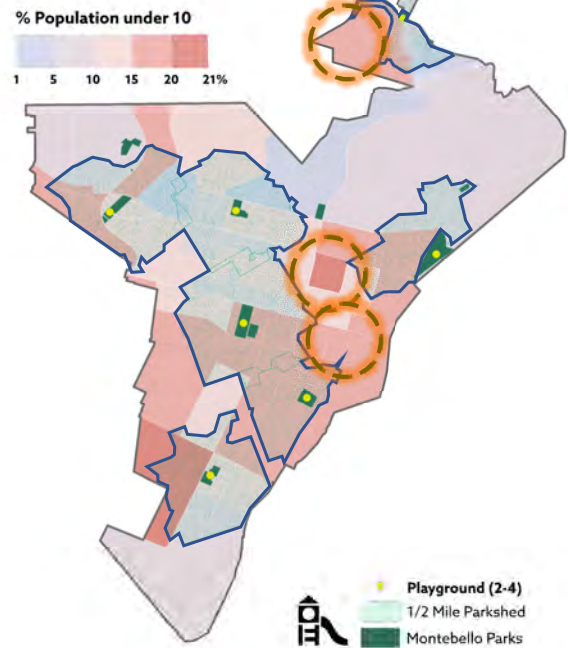 % Population under 10
1 5 10 15 20 21%
Playground (2-4)
1/2 Mile Parkshed
Montebello Parks